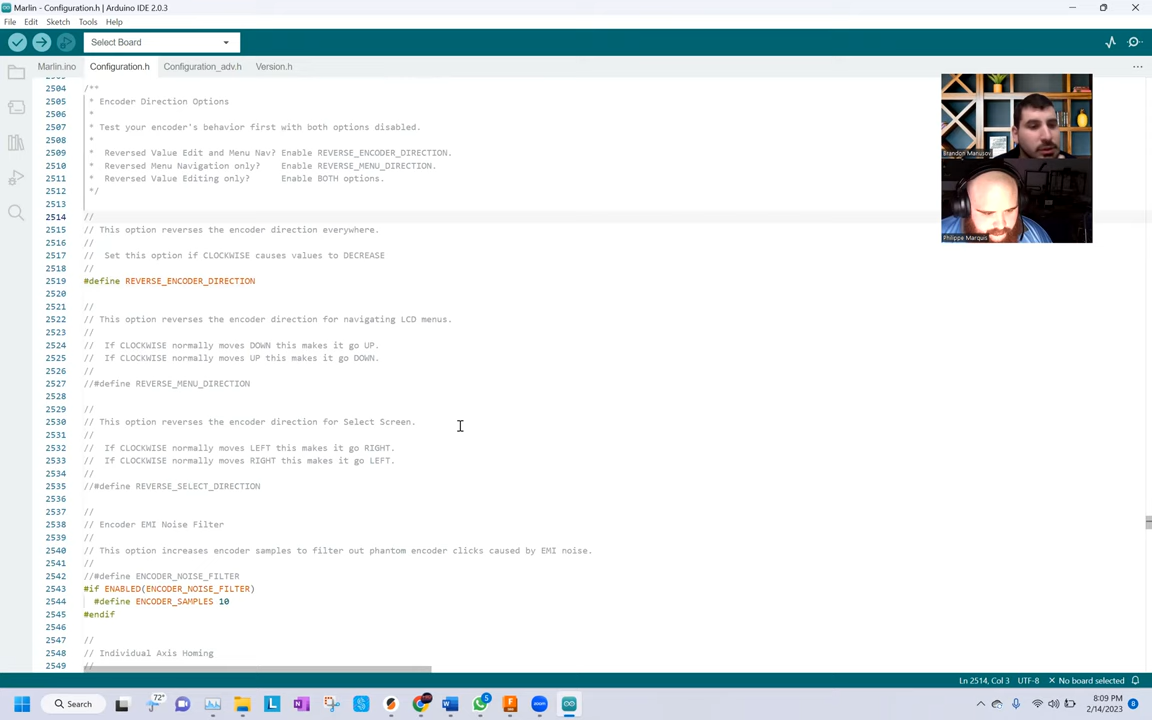 Marlin - Configuration.h | Arduino IDE 2.0.3
File Edit Sketch Tools Help
Select Board
Marlin.ino Configuration.h Configuration_adv.h Version.h
2504 /**
2505 * Encoder Direction Options
2506 *
2507 * Test your encoder's behavior first with both options disabled.
2508 *
2509 * Reversed Value Edit and Menu Nav? Enable REVERSE_ENCODER_DIRECTION.
2510 * Reversed Menu Navigation only? Enable REVERSE_MENU_DIRECTION.
2511 * Reversed Value Editing only? Enable BOTH options.
2512 */
2513
2514 //
2515 // This option reverses the encoder direction everywhere.
2516 //
2517 // Set this option if CLOCKWISE causes values to DECREASE
2518 //
2519 #define REVERSE_ENCODER_DIRECTION
2520
2521 //
2522 // This option reverses the encoder direction for navigating LCD menus.
2523 //
2524 // If CLOCKWISE normally moves DOWN this makes it go UP.
2525 // If CLOCKWISE normally moves UP this makes it go DOWN.
2526 //
2527 //#define REVERSE_MENU_DIRECTION
2528
2529 //
2530 // This option reverses the encoder direction for Select Screen.
2531 //
2532 // If CLOCKWISE normally moves LEFT this makes it go RIGHT.
2533 // If CLOCKWISE normally moves RIGHT this makes it go LEFT.
2534 //
2535 //#define REVERSE_SELECT_DIRECTION
2536
2537 //
2538 // Encoder EMI Noise Filter
2539 //
2540 // This option increases encoder samples to filter out phantom encoder clicks caused by EMI noise.
2541 //
2542 //#define ENCODER_NOISE_FILTER
2543 #if ENABLED(ENCODER_NOISE_FILTER)
2544 #define ENCODER_SAMPLES 10
2545 #endif
2546
2547 //
2548 // Individual Axis Homing
2549 //
Brandon Manusov
Philippe Marquis
Ln 2514, Col 3 UTF-8 No board selected
72°
Search
5
8:09 PM
2/14/2023
8